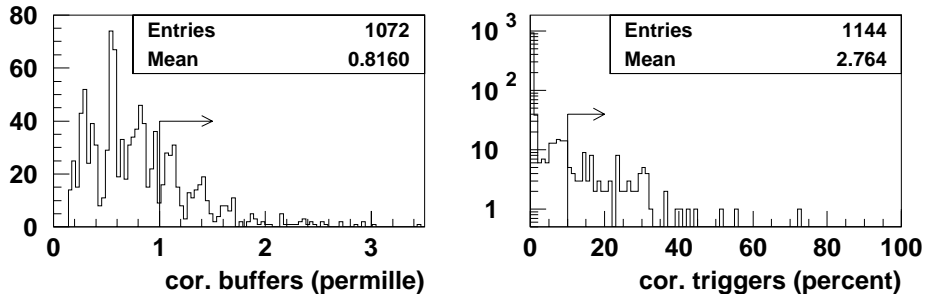 80
60
40
20
0
Entries 1072
Mean 0.8160
0 1 2 3
cor. buffers (permille)
10 3
10 2
10
1
Entries 1144
Mean 2.764
0 20 40 60 80 100
cor. triggers (percent)